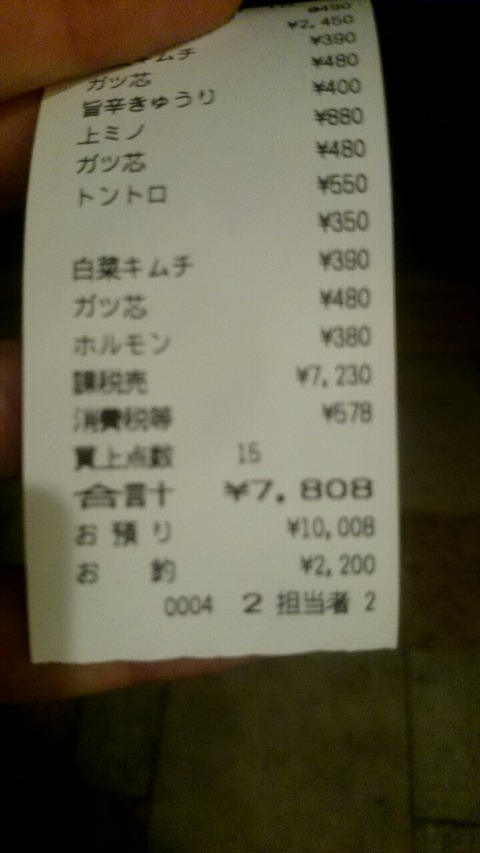 ¥2,450
キムチ ¥390
ガツ芯 ¥480
旨辛きゅうり ¥400
上ミノ ¥880
ガツ芯 ¥480
トントロ ¥550
¥350
白菜キムチ ¥390
ガツ芯 ¥480
ホルモン ¥380
課税売 ¥7,230
消費税等 ¥578
買上点数 15
合計 ¥7,808
お預り ¥10,008
お 釣 ¥2,200
0004 2 担当者 2